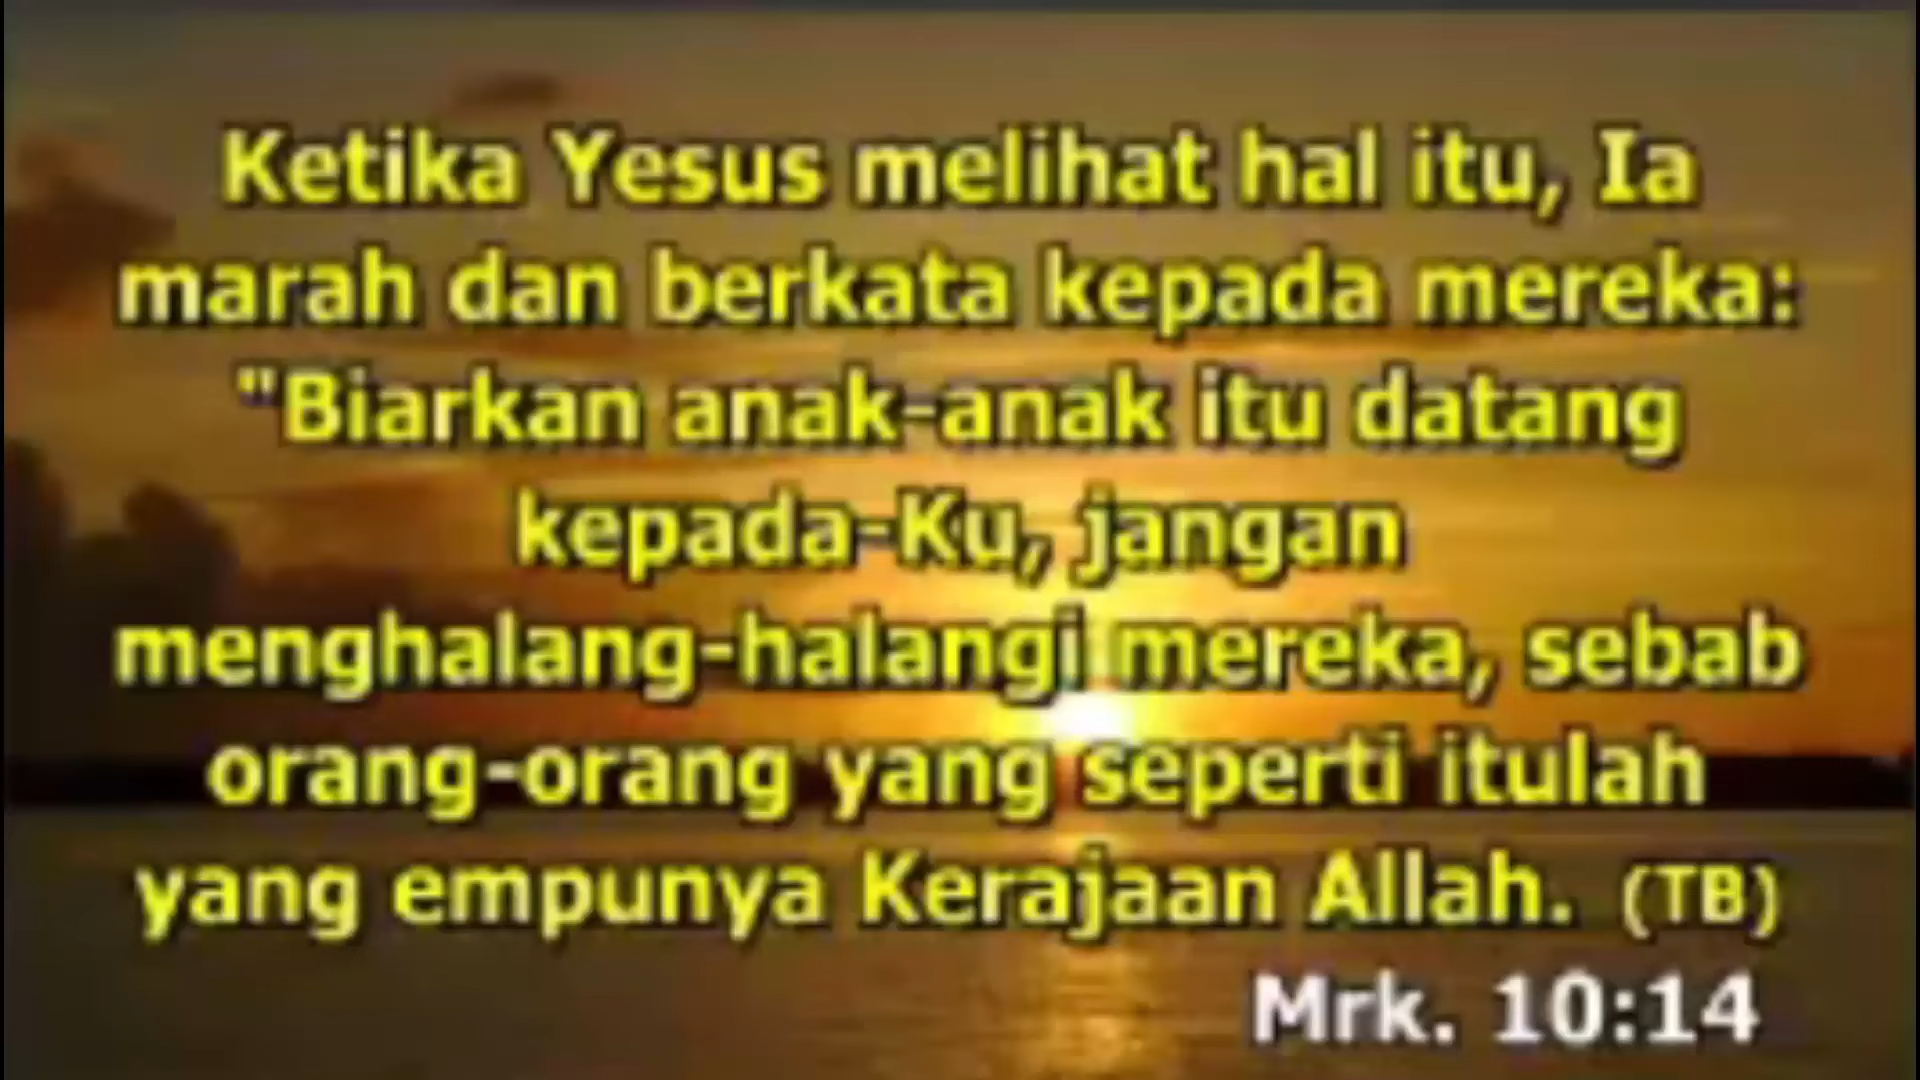 Ketika Yesus melihat hal itu, Ia
marah dan berkata kepada mereka:
"Biarkan anak-anak itu datang
kepada-Ku, jangan
menghalang-halangi mereka, sebab
orang-orang yang seperti itulah
yang empunya Kerajaan Allah. (TB)
Mrk. 10:14